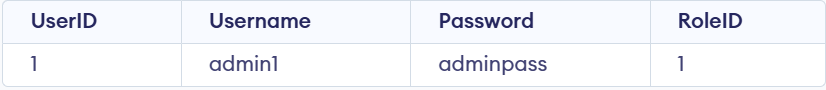 UserID Username Password RoleID
1 admin1 adminpass 1